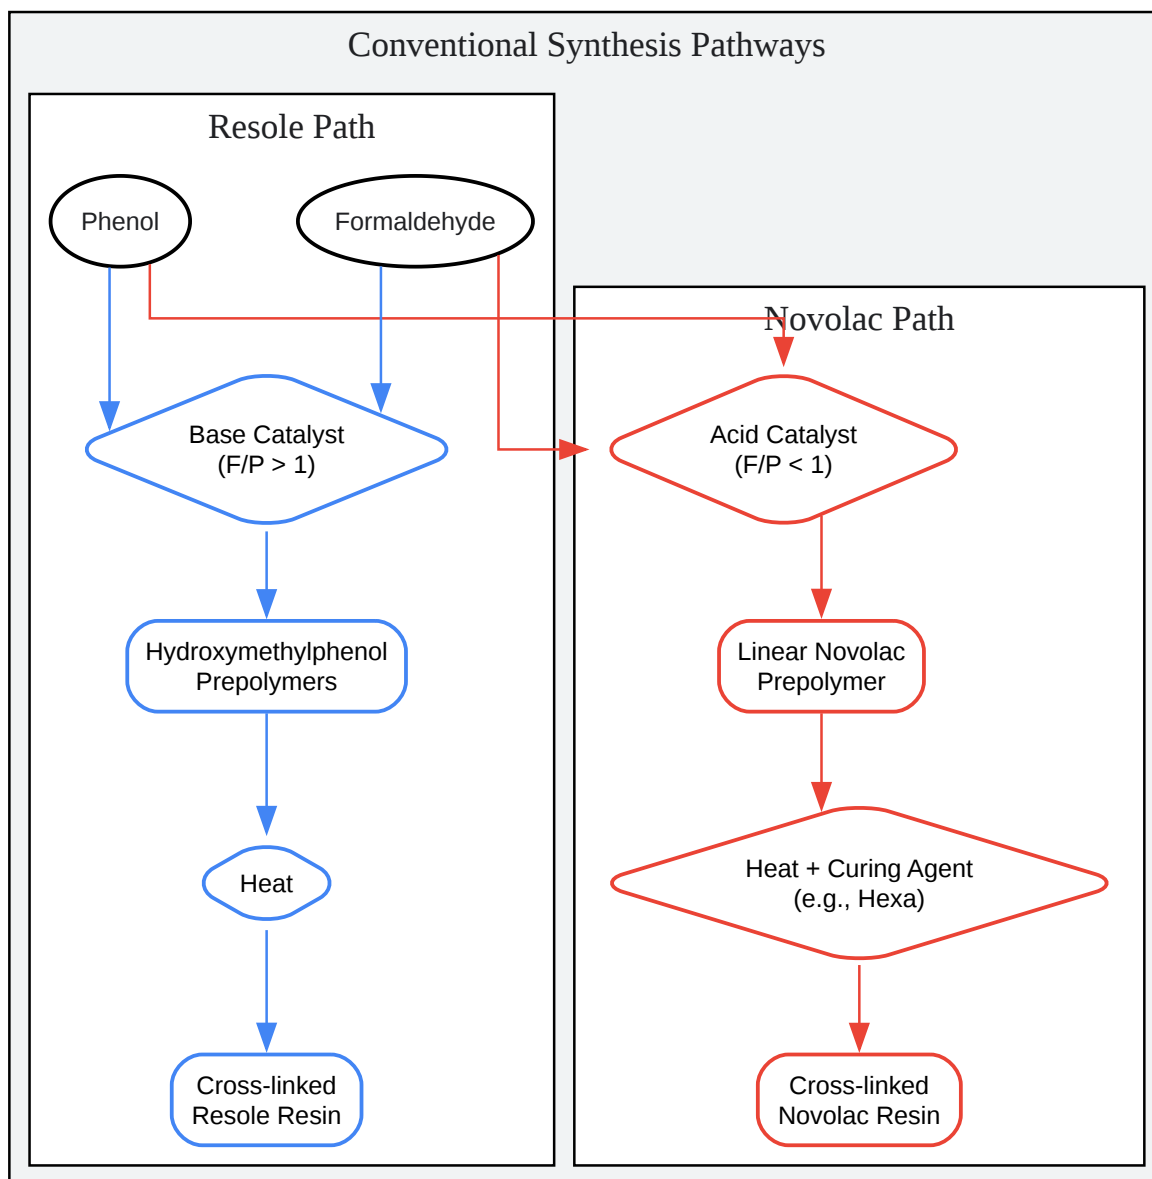 Conventional Synthesis Pathways
Resole Path
Phenol
Formaldehyde
Novolac Path
Base Catalyst
(F/P > 1)
Acid Catalyst
(F/P < 1)
Hydroxymethylphenol
Prepolymers
Linear Novolac
Prepolymer
Heat
Heat + Curing Agent
(e.g., Hexa)
Cross-linked
Resole Resin
Cross-linked
Novolac Resin